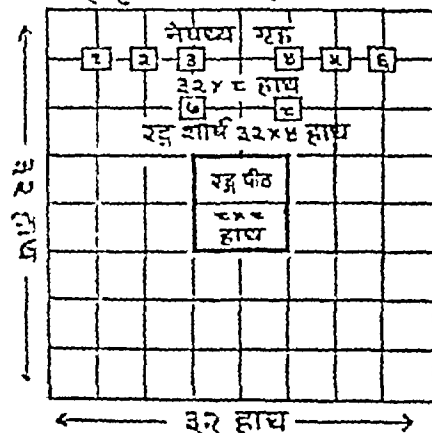 नेपथ्य गृह
१ २ ३ ४ ५ ६
३२×८ हाथ
७ ८
रङ्ग शीर्ष ३२×४ हाथ
रङ्ग पीठ
८×८
हाथ
३२ हाथ
३२ हाथ